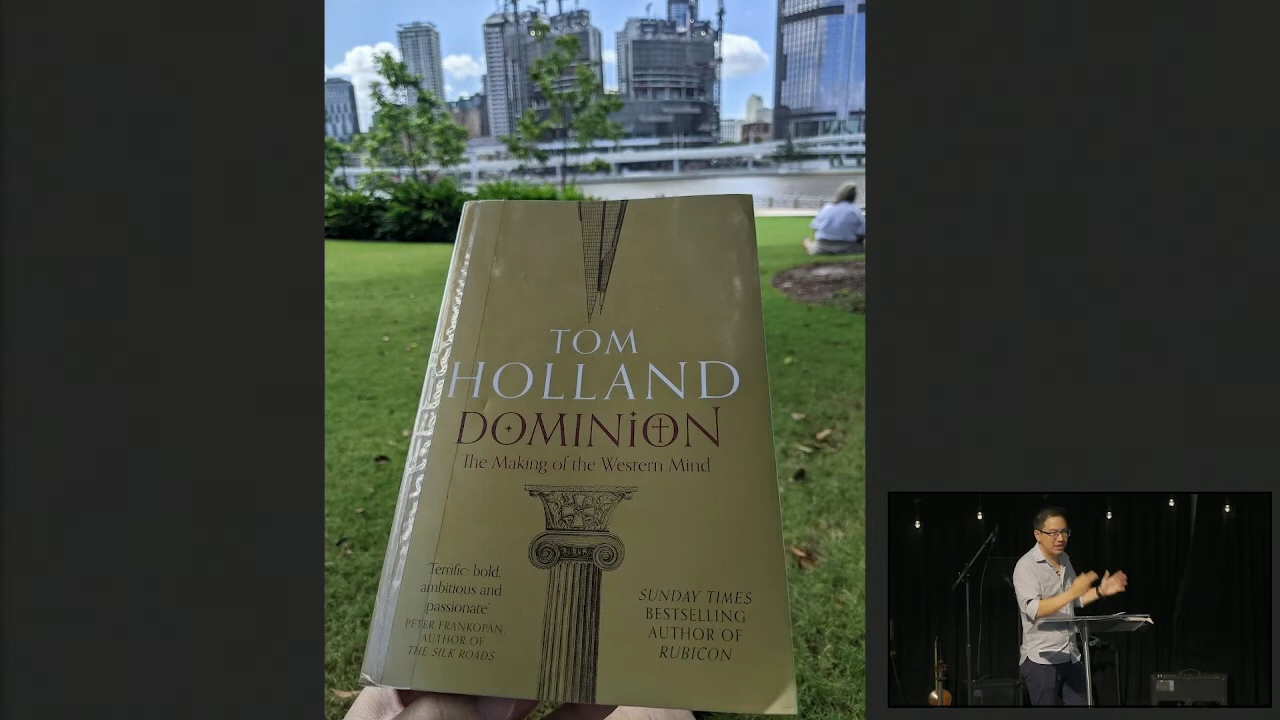 TOM
HOLLAND
DOMINiON
The Making of the Western Mind
'Terrific: bold,
ambitious and
passionate'
PETER FRANKOPAN,
AUTHOR OF
THE SILK ROADS
SUNDAY TIMES
BESTSELLING
AUTHOR OF
RUBICON